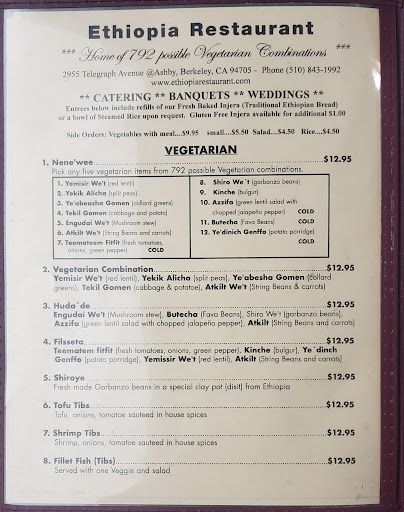 Ethiopia Restaurant
*** Home of 792 possible Vegetarian Combinations ***
2955 Telegraph Avenue @Ashby, Berkeley, CA 94705 - Phone (510) 843-1992
www.ethiopiarestaurant.com
** CATERING ** BANQUETS ** WEDDINGS **
Entrees below include refills of our Fresh Baked Injera (Traditional Ethiopian Bread)
or a bowl of Steamed Rice upon request. Gluten Free Injera available for additional $1.00
Side Orders: Vegetables with meal...$9.95 small...$5.50 Salad...$4.50 Rice...$4.50
VEGETARIAN
1. Nene'wee $12.95
Pick any five vegetarian items from 792 possible Vegetarian combinations.
1. Yemisir We't (red lentil)
2. Yekik Alicha (split peas)
3. Ye'abeosha Gomen (collard greens)
4. Tekil Gomen (cabbage and potato)
5. Engudai We't (Mushroom stew)
6. Atkilt We't (String Beans and carrots)
7. Teematem Fitfit (fresh tomatoes,
onions, green pepper) COLD
8. Shiro We't (garbanzo beans)
9. Kinche (bulgur)
10. Azzifa (green lentil salad with
chopped jalapeño pepper) COLD
11. Butecha (Fava Beans) COLD
12. Ye'dinich Genffo (potato porridge)
COLD
2. Vegetarian Combination $12.95
Yemisir We't (red lentil), Yekik Alicha (split peas), Ye'abesha Gomen (collard
greens), Tekil Gomen (cabbage & potatoe), Atkilt We't (String Beans & carrots)
3. Huda'de $12.95
Engudai We't (Mushroom stew), Butecha (Fava Beans), Shiro We't (garbanzo beans),
Azzifa (green lentil salad with chopped jalapeño pepper), Atkilt (String Beans and carrots)
4. Filsseta $12.95
Teematem fitfit (fresh tomatoes, onions, green pepper), Kinche (bulgur), Ye'dinch
Genffo (potato porridge), Yemissir We't (red lentil), Atkilt (String Beans and carrots)
5. Shiroye $12.95
Fresh made Garbanzo beans in a special clay pot (disit) from Ethiopia
6. Tofu Tibs $12.95
Tofu, onions, tomatoe sauteed in house spices
7. Shrimp Tibs $12.95
Shrimp, onions, tomatoe sauteed in house spices
8. Fillet Fish (Tibs) $12.95
Served with one Veggie and salad